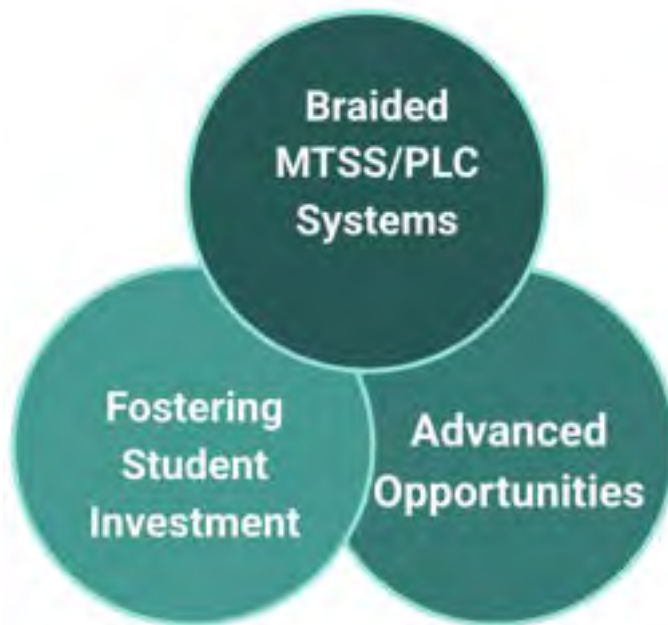 Braided
MTSS/PLC
Systems
Fostering
Student
Investment
Advanced
Opportunities